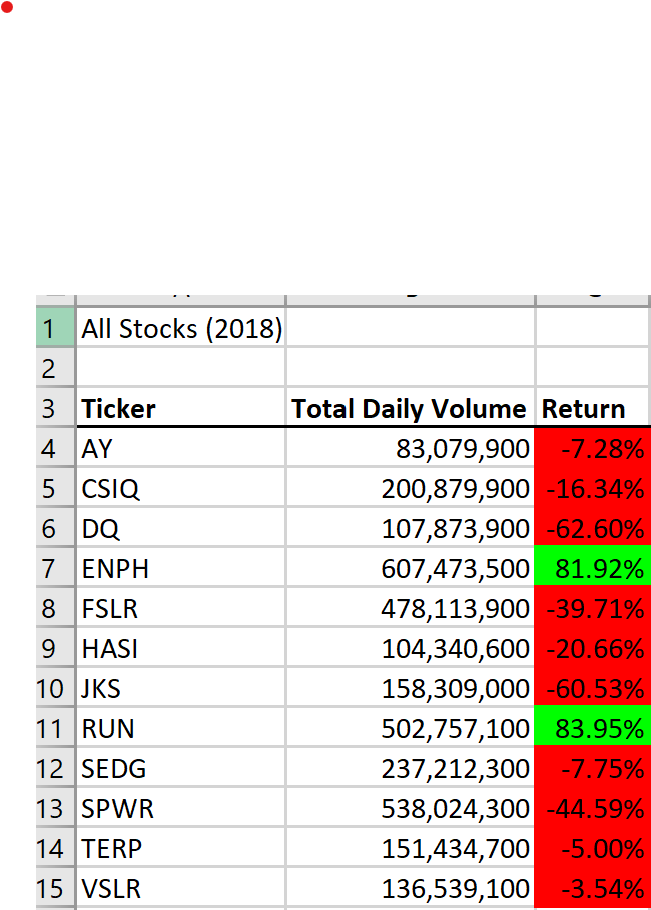 1 All Stocks (2018)
2
3 Ticker Total Daily Volume Return
4 AY 83,079,900 -7.28%
5 CSIQ 200,879,900 -16.34%
6 DQ 107,873,900 -62.60%
7 ENPH 607,473,500 81.92%
8 FSLR 478,113,900 -39.71%
9 HASI 104,340,600 -20.66%
10 JKS 158,309,000 -60.53%
11 RUN 502,757,100 83.95%
12 SEDG 237,212,300 -7.75%
13 SPWR 538,024,300 -44.59%
14 TERP 151,434,700 -5.00%
15 VSLR 136,539,100 -3.54%